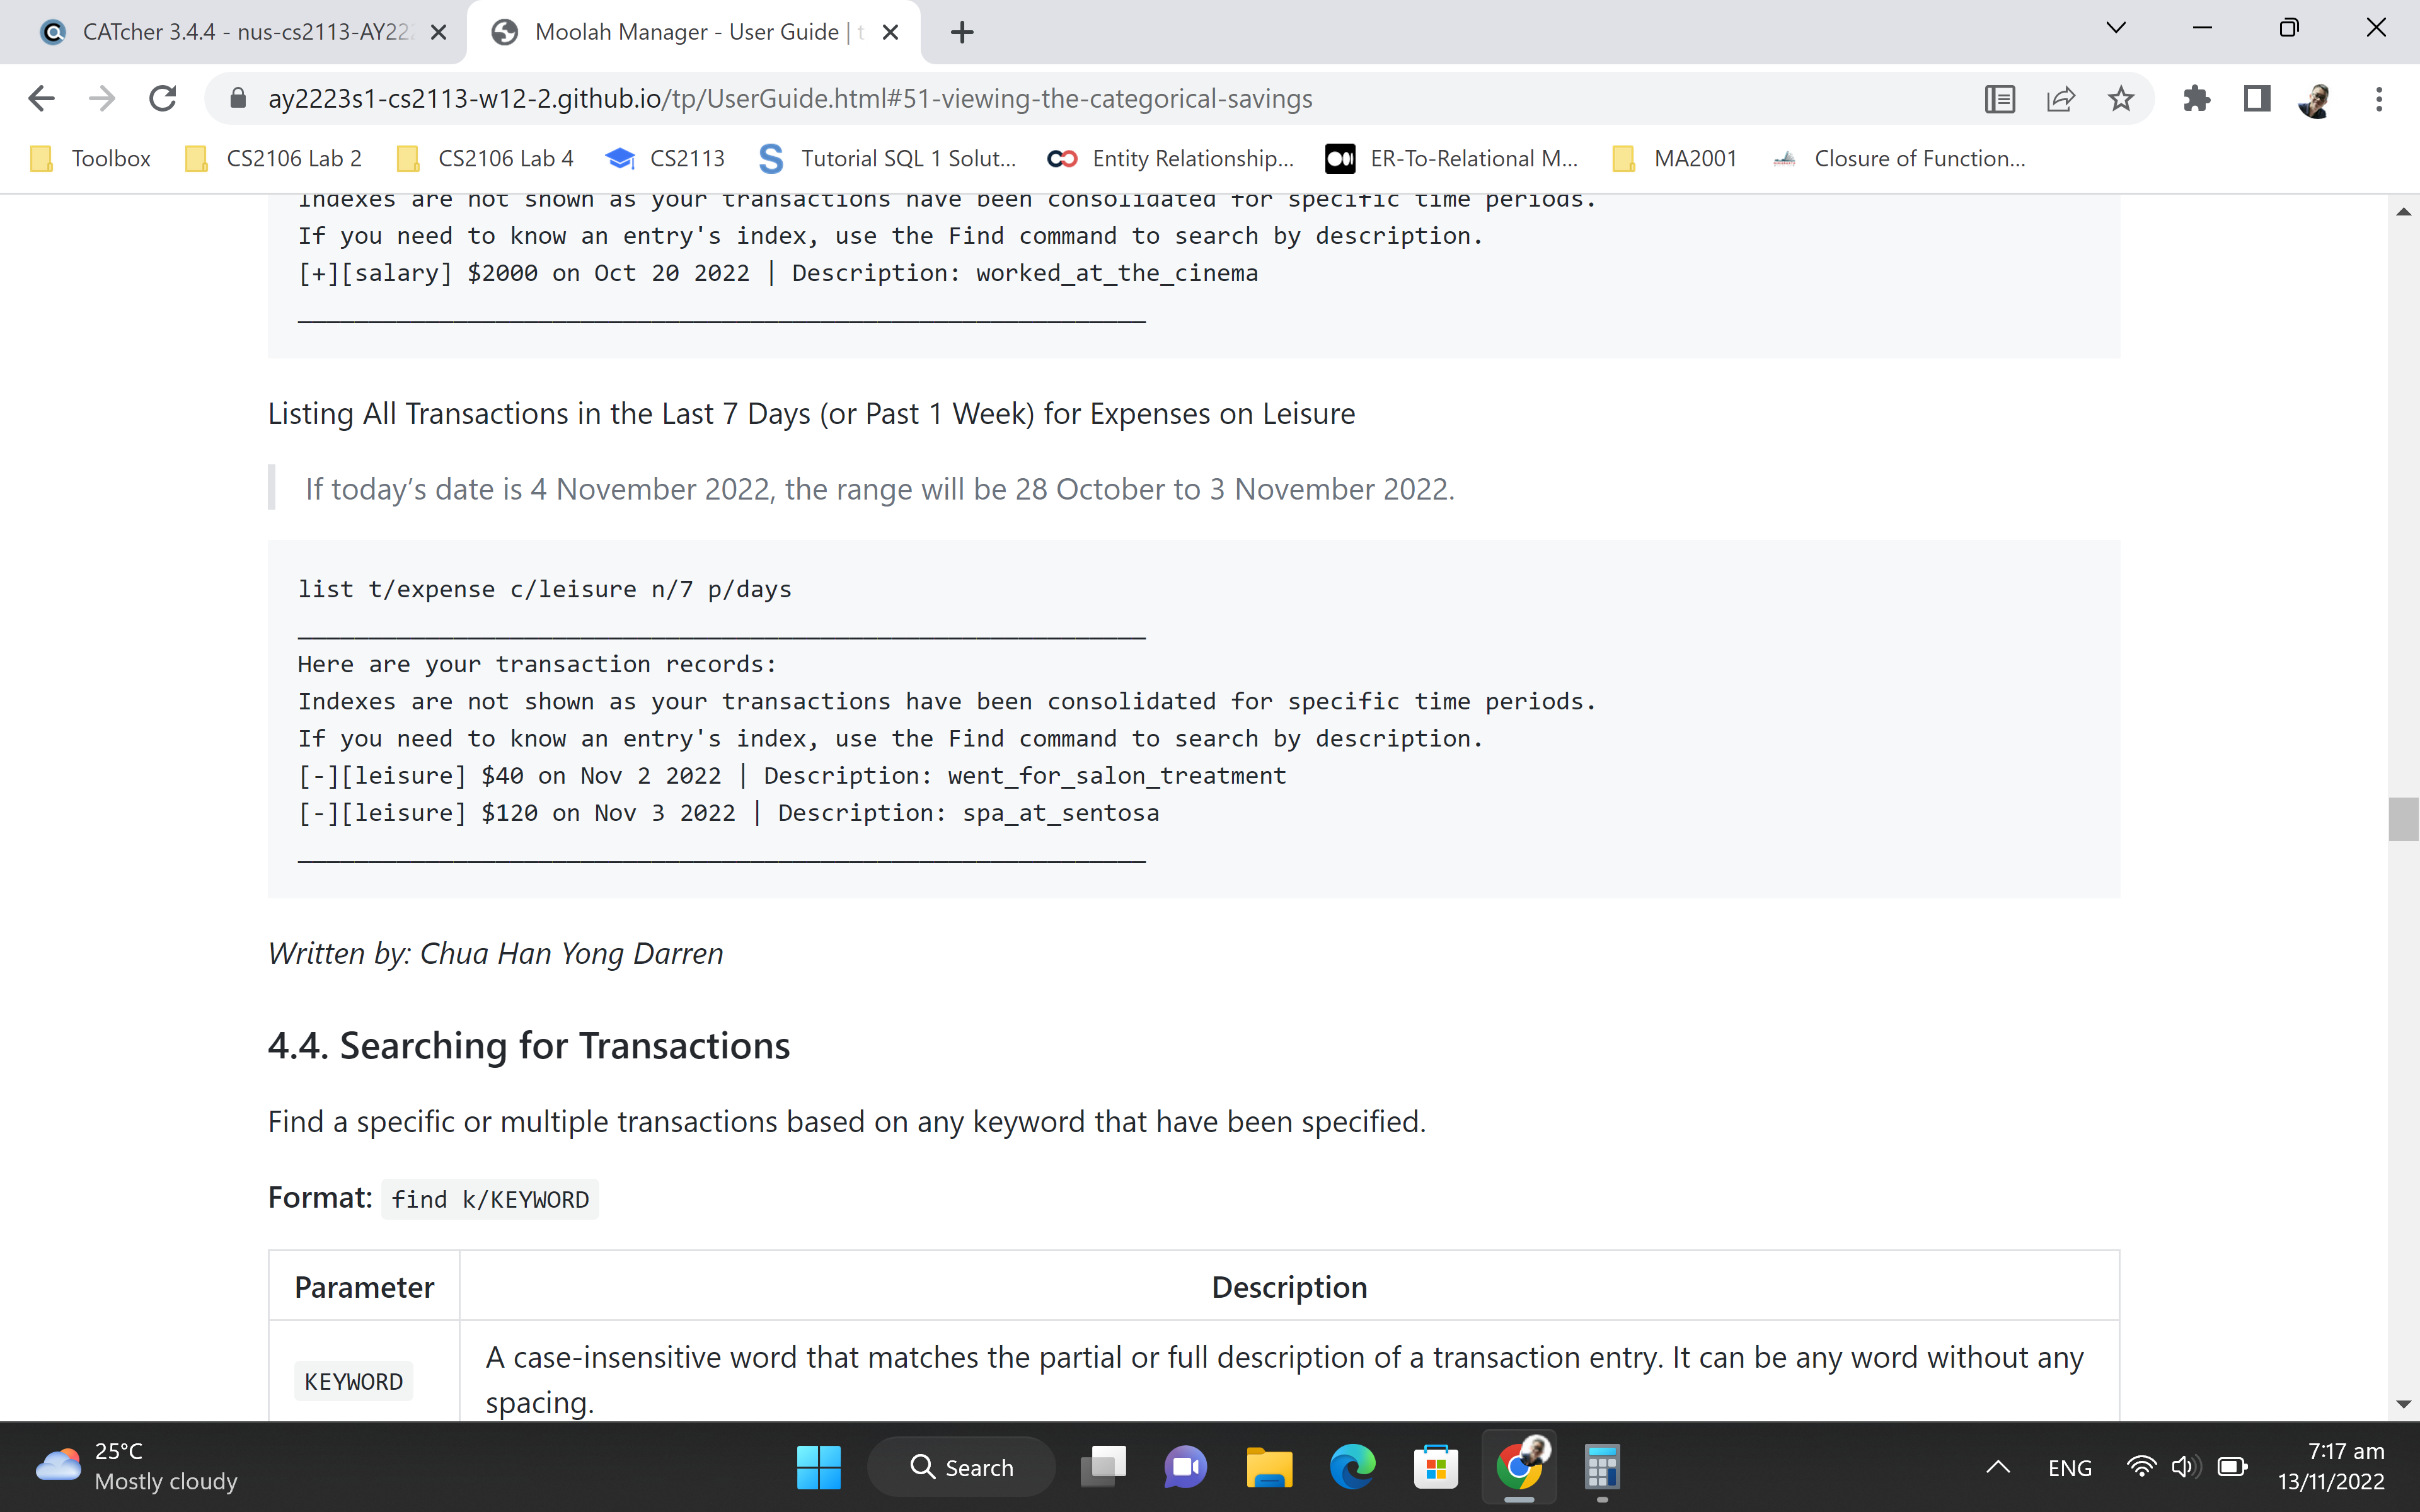 CATcher 3.4.4 - nus-cs2113-AY22
Moolah Manager - User Guide | t
ay2223s1-cs2113-w12-2.github.io/tp/UserGuide.html#51-viewing-the-categorical-savings
Toolbox CS2106 Lab 2 CS2106 Lab 4 CS2113 Tutorial SQL 1 Solut... Entity Relationship... ER-To-Relational M... MA2001 Closure of Function...
Indexes are not shown as your transactions have been consolidated for specific time periods.
If you need to know an entry's index, use the Find command to search by description.
[+][salary] $2000 on Oct 20 2022 | Description: worked_at_the_cinema
____________________________________________________________
Listing All Transactions in the Last 7 Days (or Past 1 Week) for Expenses on Leisure
If today’s date is 4 November 2022, the range will be 28 October to 3 November 2022.
list t/expense c/leisure n/7 p/days
____________________________________________________________
Here are your transaction records:
Indexes are not shown as your transactions have been consolidated for specific time periods.
If you need to know an entry's index, use the Find command to search by description.
[-][leisure] $40 on Nov 2 2022 | Description: went_for_salon_treatment
[-][leisure] $120 on Nov 3 2022 | Description: spa_at_sentosa
____________________________________________________________
Written by: Chua Han Yong Darren
4.4. Searching for Transactions
Find a specific or multiple transactions based on any keyword that have been specified.
Format: find k/KEYWORD
Parameter Description
KEYWORD A case-insensitive word that matches the partial or full description of a transaction entry. It can be any word without any
spacing.
25°C
Mostly cloudy
Search
ENG
7:17 am
13/11/2022